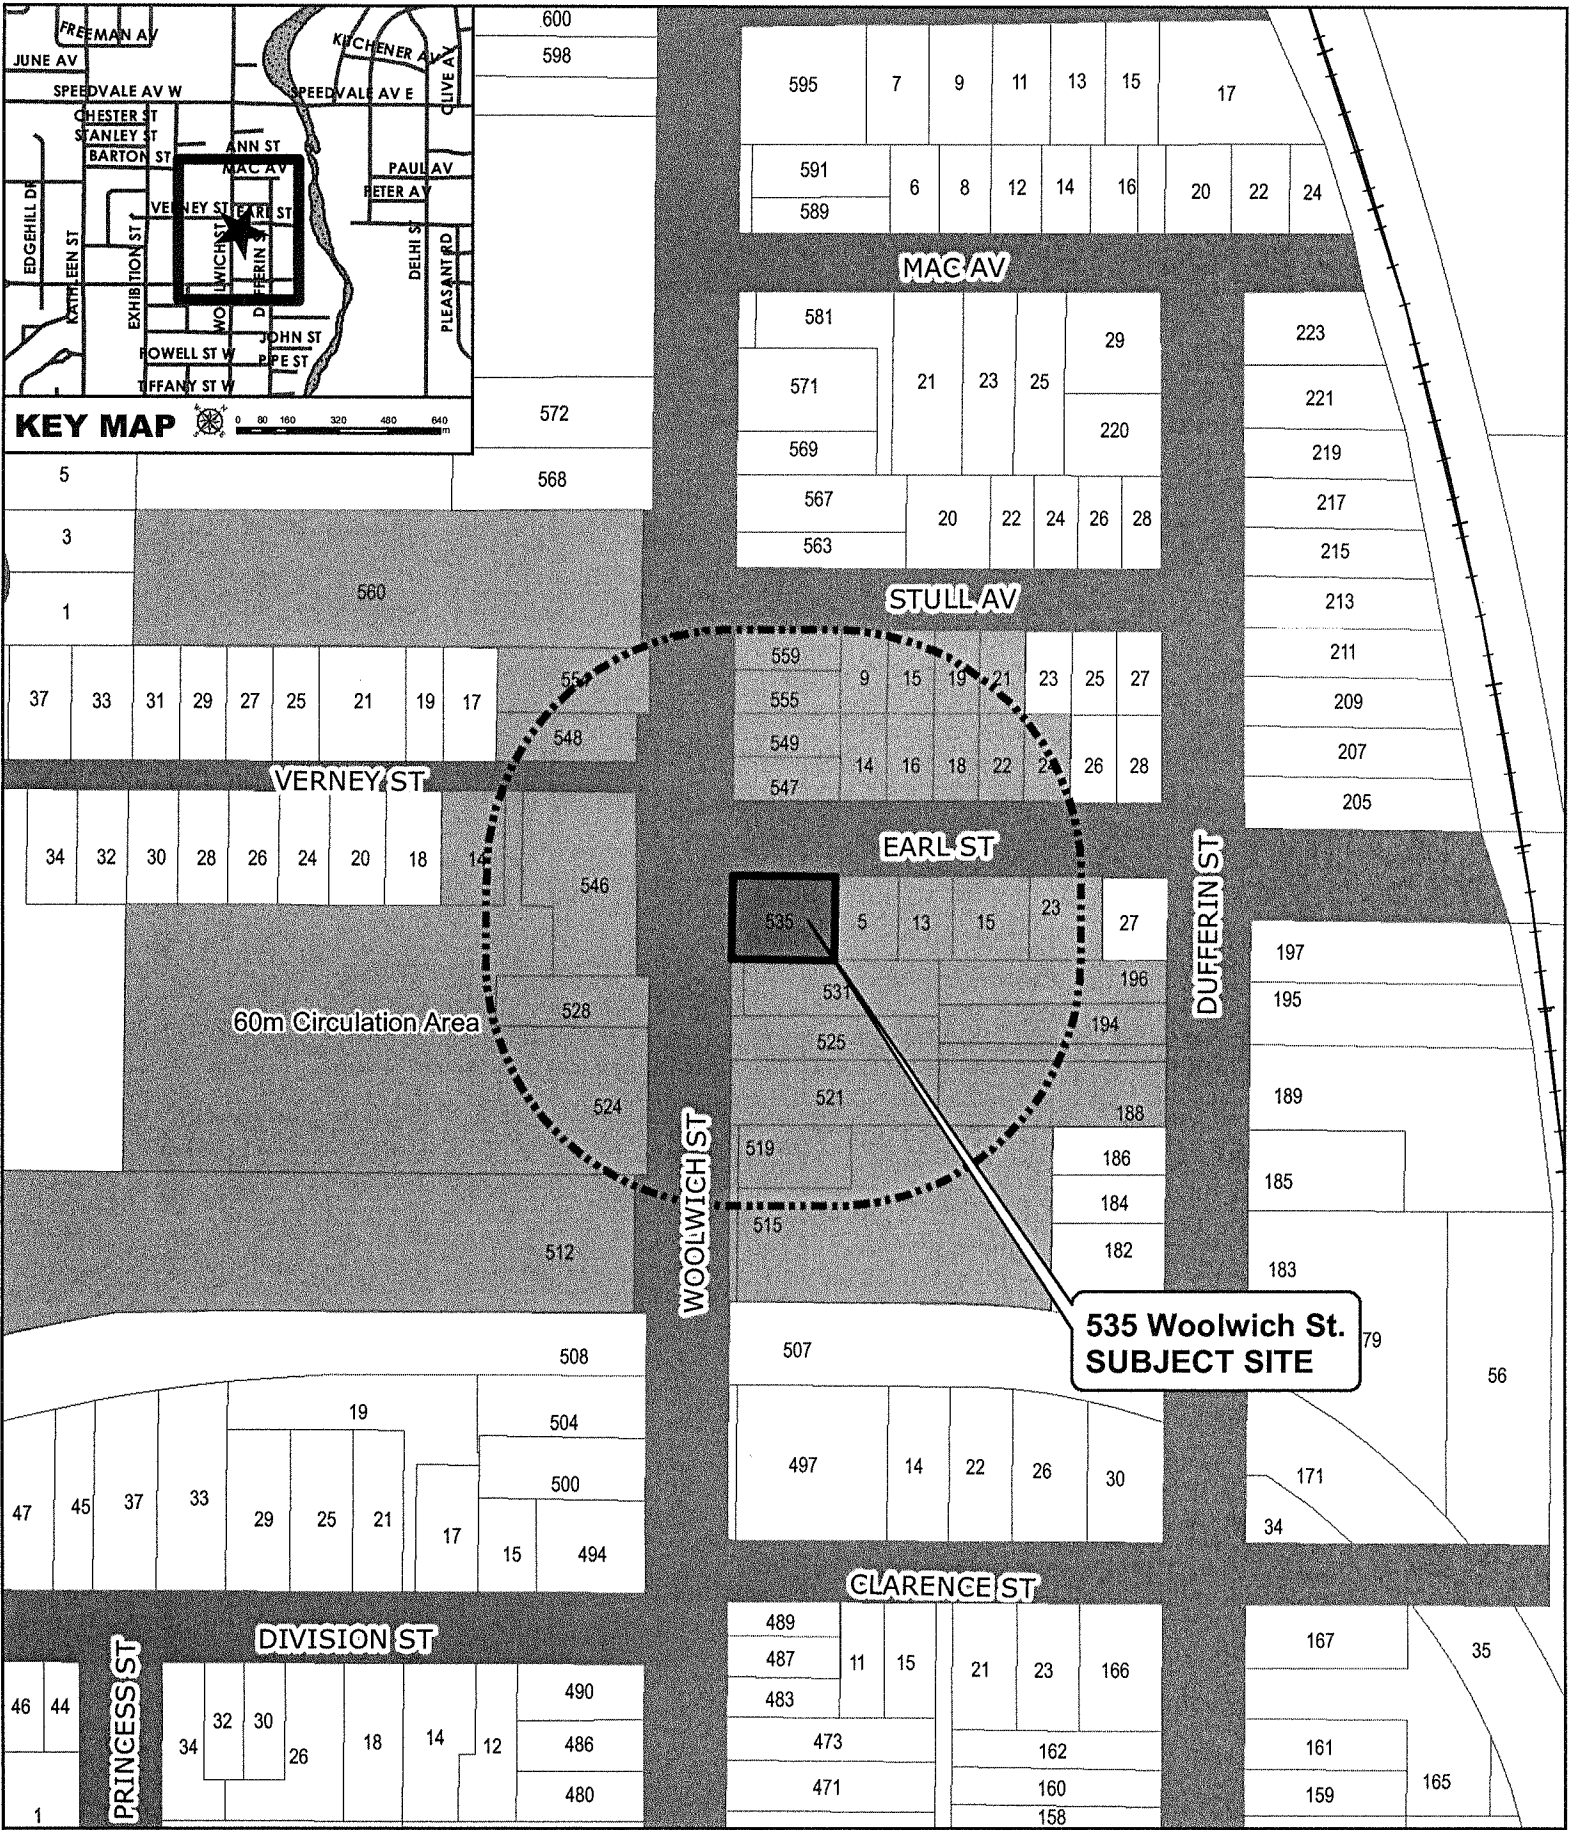 FREEMAN AV
KITCHENER AV
JUNE AV
OLIVE AV
SPEEDVALE AV W
SPEEDVALE AV E
CHESTER ST
STANLEY ST
BARTON ST
ANN ST
MAC AV
PAUL AV
PETER AV
VERNEY ST
EARL ST
EDGEHILL DR
KATHLEEN ST
EXHIBITION ST
WOOLWICH ST
DUFFERIN ST
DELHI ST
PLEASANT RD
JOHN ST
POWELL ST W
PIPE ST
TIFFANY ST W
KEY MAP
0 80 160 320 480 640
m
600
598
595 7 9 11 13 15 17
591
589
6 8 12 14 16 20 22 24
MAC AV
581
571
569
21 23 25
29
220
572
568
567
563
20 22 24 26 28
223
221
219
217
215
213
211
209
207
205
5
3
1
560
STULL AV
559
555
549
547
9 15 19 21 23 25 27
14 16 18 22 24 26 28
37 33 31 29 27 25 21 19 17
548
VERNEY ST
34 32 30 28 26 24 20 18 14
546
EARL ST
DUFFERIN ST
535 5 13 15 23 27
531
525
521
519
515
196
194
188
186
184
182
60m Circulation Area
528
524
512
WOOLWICH ST
197
195
189
185
183
79
56
171
34
535 Woolwich St.
SUBJECT SITE
508
507
19
504
500
47 45 37 33 29 25 21 17 15 494
497 14 22 26 30
CLARENCE ST
DIVISION ST
PRINCESS ST
46 44
1
34 32 30 26 18 14 12
490
486
480
489
487
483
11 15 21 23 166
473
471
162
160
158
167
35
161
159
165